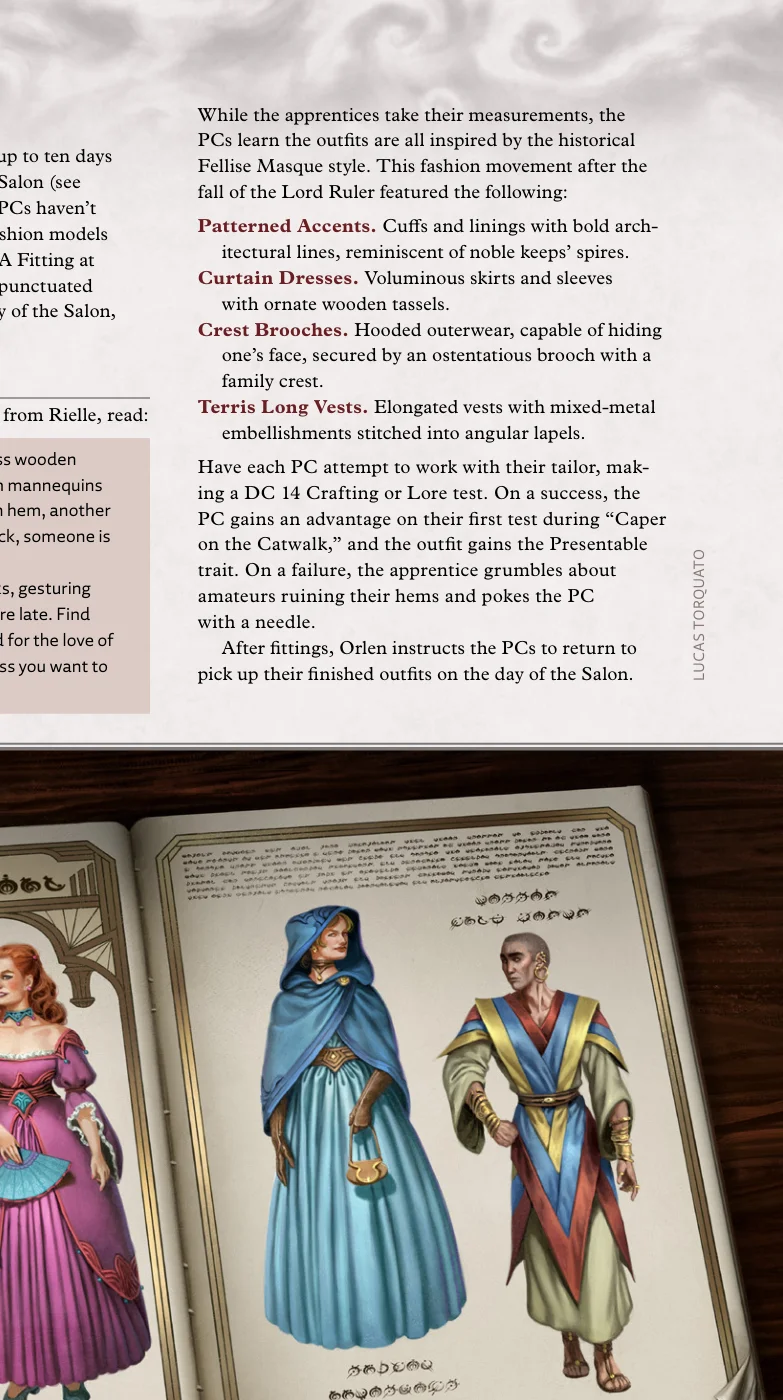 up to ten days
Salon (see
PCs haven't
shion models
A Fitting at
punctuated
y of the Salon,
from Rielle, read:
ss wooden
n mannequins
n hem, another
ck, someone is
s, gesturing
re late. Find
d for the love of
ss you want to
While the apprentices take their measurements, the
PCs learn the outfits are all inspired by the historical
Fellise Masque style. This fashion movement after the
fall of the Lord Ruler featured the following:
Patterned Accents. Cuffs and linings with bold arch-
itectural lines, reminiscent of noble keeps' spires.
Curtain Dresses. Voluminous skirts and sleeves
with ornate wooden tassels.
Crest Brooches. Hooded outerwear, capable of hiding
one's face, secured by an ostentatious brooch with a
family crest.
Terris Long Vests. Elongated vests with mixed-metal
embellishments stitched into angular lapels.
Have each PC attempt to work with their tailor, mak-
ing a DC 14 Crafting or Lore test. On a success, the
PC gains an advantage on their first test during “Caper
on the Catwalk,” and the outfit gains the Presentable
trait. On a failure, the apprentice grumbles about
amateurs ruining their hems and pokes the PC
with a needle.
After fittings, Orlen instructs the PCs to return to
pick up their finished outfits on the day of the Salon.
LUCAS TORQUATO